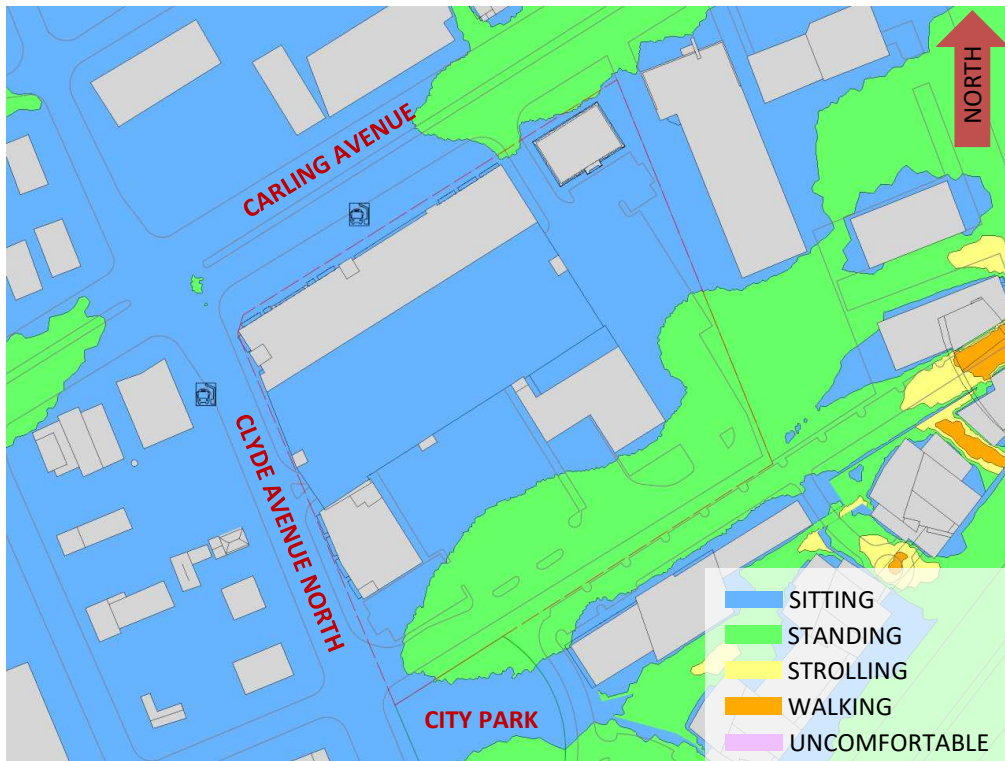 NORTH
CARLING AVENUE
CLYDE AVENUE NORTH
CITY PARK
SITTING
STANDING
STROLLING
WALKING
UNCOMFORTABLE